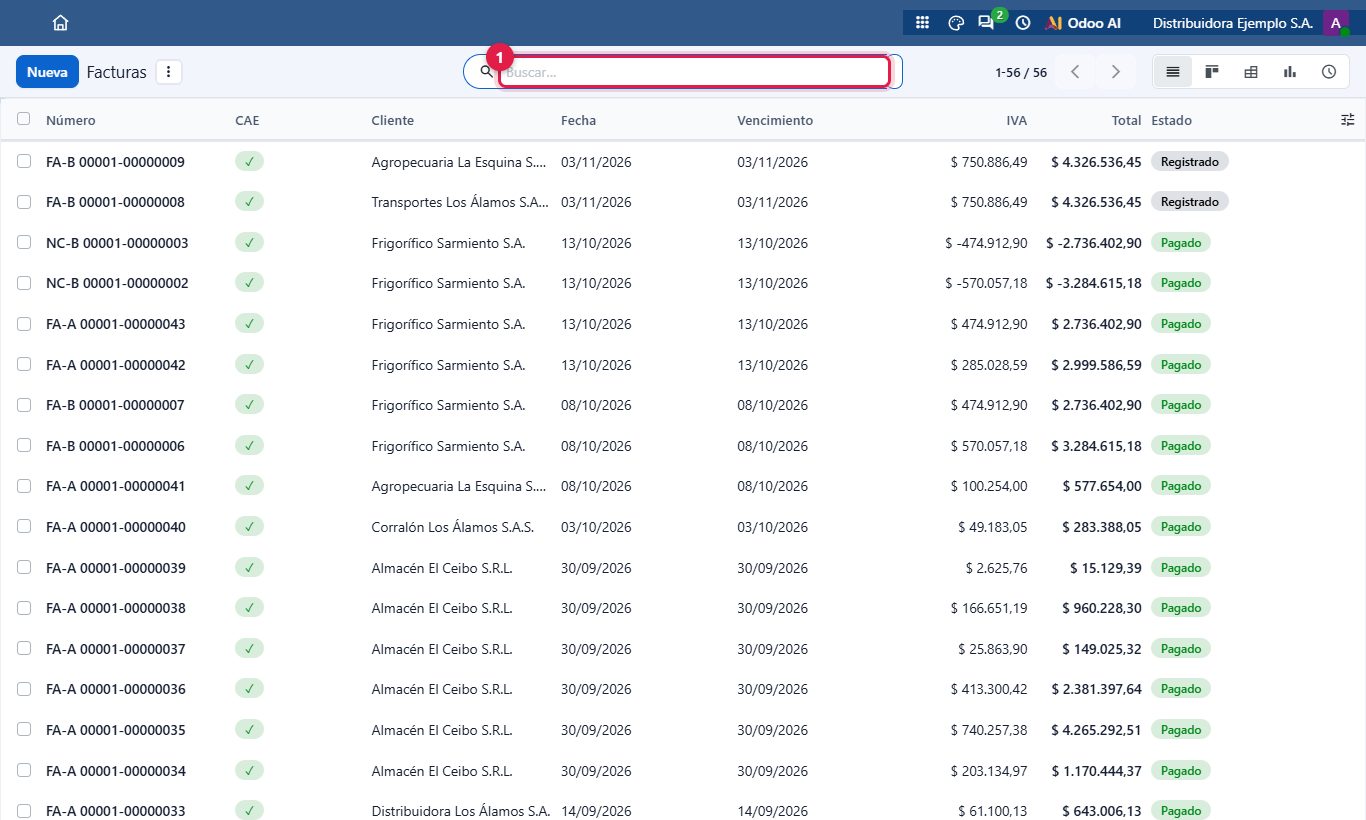 2 Odoo AI Distribuidora Ejemplo S.A. A
Nueva Facturas 1 Buscar... 1-56 / 56
Número CAE Cliente Fecha Vencimiento IVA Total Estado
FA-B 00001-00000009 ✓ Agropecuaria La Esquina S.... 03/11/2026 03/11/2026 $ 750.886,49 $ 4.326.536,45 Registrado
FA-B 00001-00000008 ✓ Transportes Los Álamos S.A... 03/11/2026 03/11/2026 $ 750.886,49 $ 4.326.536,45 Registrado
NC-B 00001-00000003 ✓ Frigorífico Sarmiento S.A. 13/10/2026 13/10/2026 $ -474.912,90 $ -2.736.402,90 Pagado
NC-B 00001-00000002 ✓ Frigorífico Sarmiento S.A. 13/10/2026 13/10/2026 $ -570.057,18 $ -3.284.615,18 Pagado
FA-A 00001-00000043 ✓ Frigorífico Sarmiento S.A. 13/10/2026 13/10/2026 $ 474.912,90 $ 2.736.402,90 Pagado
FA-A 00001-00000042 ✓ Frigorífico Sarmiento S.A. 13/10/2026 13/10/2026 $ 285.028,59 $ 2.999.586,59 Pagado
FA-B 00001-00000007 ✓ Frigorífico Sarmiento S.A. 08/10/2026 08/10/2026 $ 474.912,90 $ 2.736.402,90 Pagado
FA-B 00001-00000006 ✓ Frigorífico Sarmiento S.A. 08/10/2026 08/10/2026 $ 570.057,18 $ 3.284.615,18 Pagado
FA-A 00001-00000041 ✓ Agropecuaria La Esquina S.... 08/10/2026 08/10/2026 $ 100.254,00 $ 577.654,00 Pagado
FA-A 00001-00000040 ✓ Corralón Los Álamos S.A.S. 03/10/2026 03/10/2026 $ 49.183,05 $ 283.388,05 Pagado
FA-A 00001-00000039 ✓ Almacén El Ceibo S.R.L. 30/09/2026 30/09/2026 $ 2.625,76 $ 15.129,39 Pagado
FA-A 00001-00000038 ✓ Almacén El Ceibo S.R.L. 30/09/2026 30/09/2026 $ 166.651,19 $ 960.228,30 Pagado
FA-A 00001-00000037 ✓ Almacén El Ceibo S.R.L. 30/09/2026 30/09/2026 $ 25.863,90 $ 149.025,32 Pagado
FA-A 00001-00000036 ✓ Almacén El Ceibo S.R.L. 30/09/2026 30/09/2026 $ 413.300,42 $ 2.381.397,64 Pagado
FA-A 00001-00000035 ✓ Almacén El Ceibo S.R.L. 30/09/2026 30/09/2026 $ 740.257,38 $ 4.265.292,51 Pagado
FA-A 00001-00000034 ✓ Almacén El Ceibo S.R.L. 30/09/2026 30/09/2026 $ 203.134,97 $ 1.170.444,37 Pagado
FA-A 00001-00000033 ✓ Distribuidora Los Álamos S.A. 14/09/2026 14/09/2026 $ 61.100,13 $ 643.006,13 Pagado